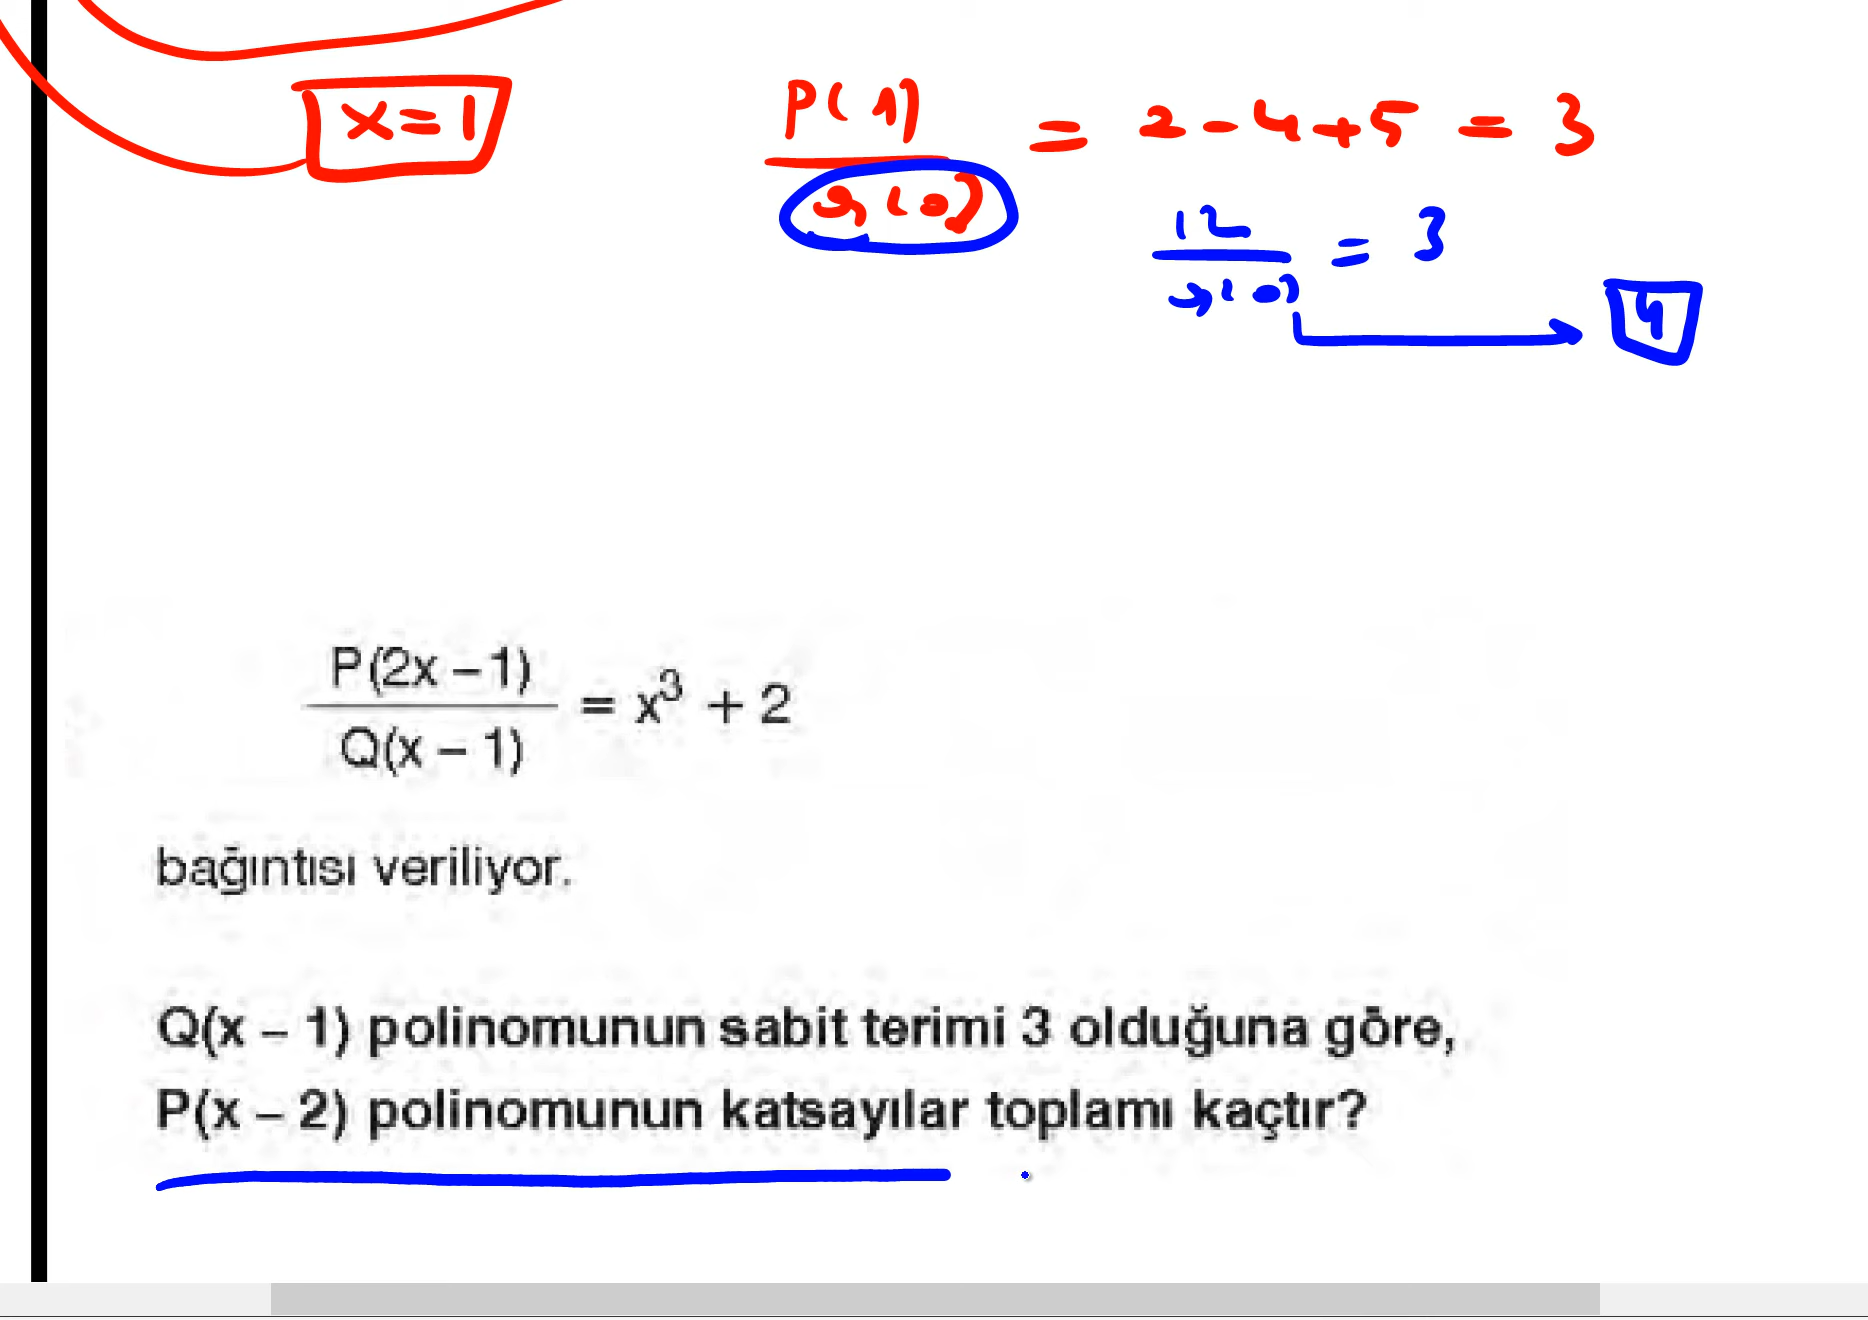 x=1
P(1) / Q(0) = 2-4+5 = 3
12 / Q(0) = 3
4
P(2x – 1) / Q(x – 1) = x³ + 2
bağıntısı veriliyor.
Q(x – 1) polinomunun sabit terimi 3 olduğuna göre,
P(x – 2) polinomunun katsayılar toplamı kaçtır?